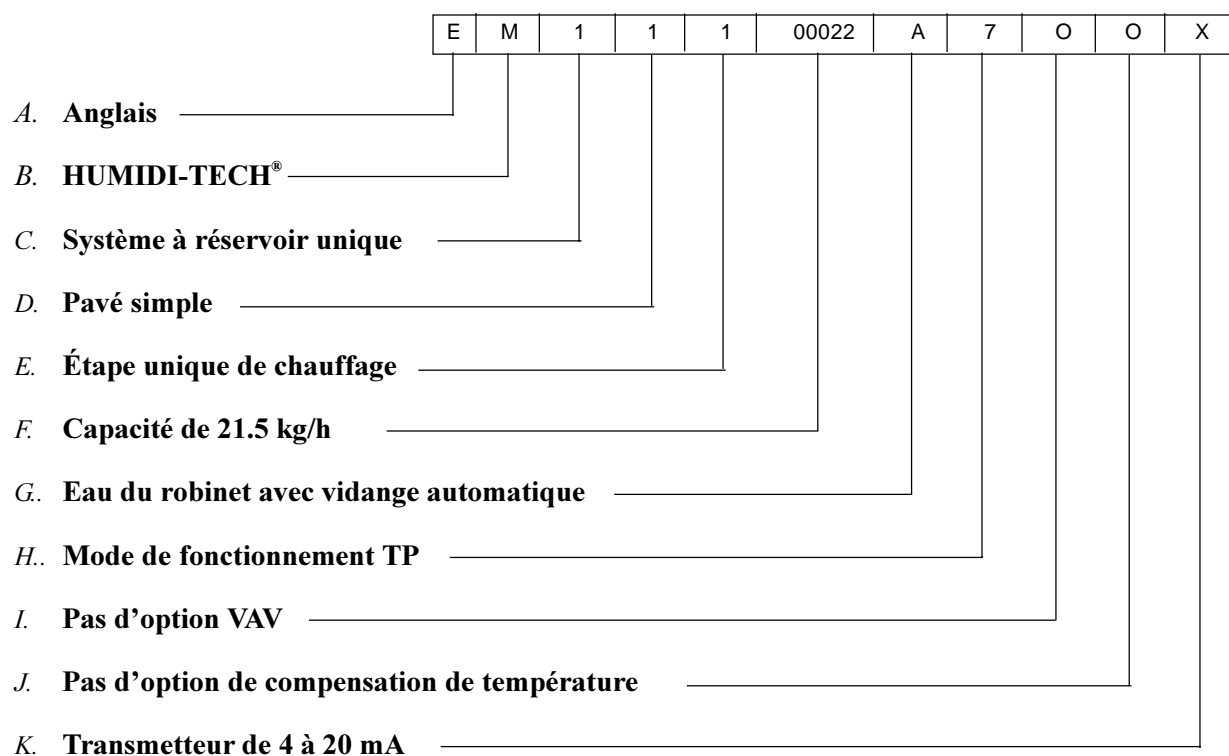 E M 1 1 1 00022 A 7 O O X
A. Anglais
B. HUMIDI-TECH®
C. Système à réservoir unique
D. Pavé simple
E. Étape unique de chauffage
F. Capacité de 21.5 kg/h
G.. Eau du robinet avec vidange automatique
H.. Mode de fonctionnement TP
I. Pas d’option VAV
J. Pas d’option de compensation de température
K. Transmetteur de 4 à 20 mA